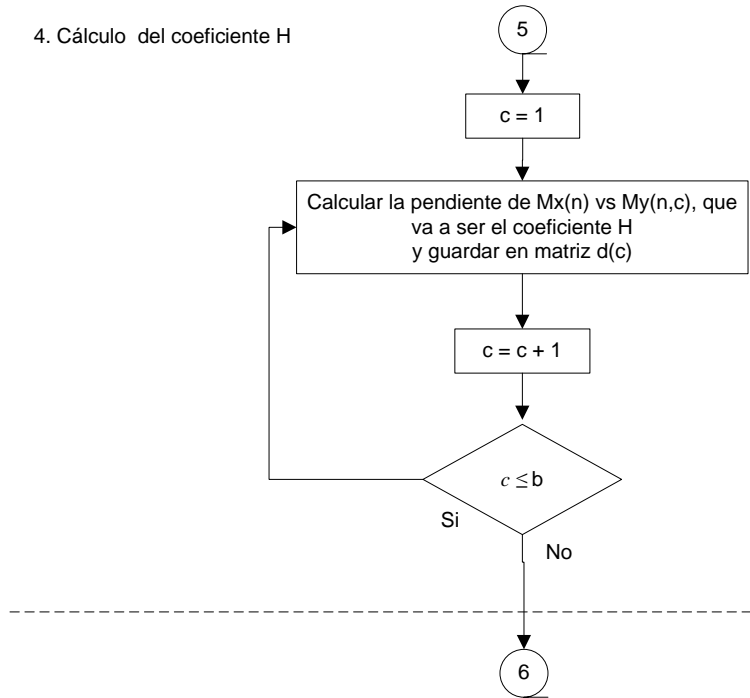 4. Cálculo del coeficiente H
5
c = 1
Calcular la pendiente de Mx(n) vs My(n,c), que
va a ser el coeficiente H
y guardar en matriz d(c)
c = c + 1
c ≤ b
Si
No
6